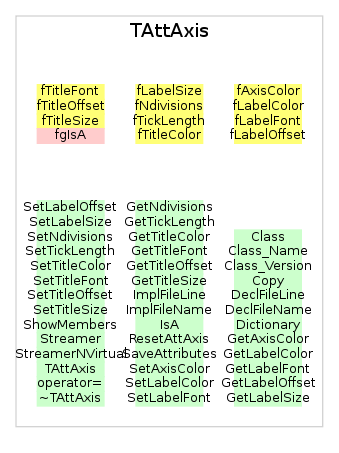 TAttAxis
fTitleFont
fTitleOffset
fTitleSize
fgIsA
fLabelSize
fNdivisions
fTickLength
fTitleColor
fAxisColor
fLabelColor
fLabelFont
fLabelOffset
SetLabelOffset
SetLabelSize
SetNdivisions
SetTickLength
SetTitleColor
SetTitleFont
SetTitleOffset
SetTitleSize
ShowMembers
Streamer
StreamerNVirtual
TAttAxis
operator=
~TAttAxis
GetNdivisions
GetTickLength
GetTitleColor
GetTitleFont
GetTitleOffset
GetTitleSize
ImplFileLine
ImplFileName
IsA
ResetAttAxis
SaveAttributes
SetAxisColor
SetLabelColor
SetLabelFont
Class
Class_Name
Class_Version
Copy
DeclFileLine
DeclFileName
Dictionary
GetAxisColor
GetLabelColor
GetLabelFont
GetLabelOffset
GetLabelSize